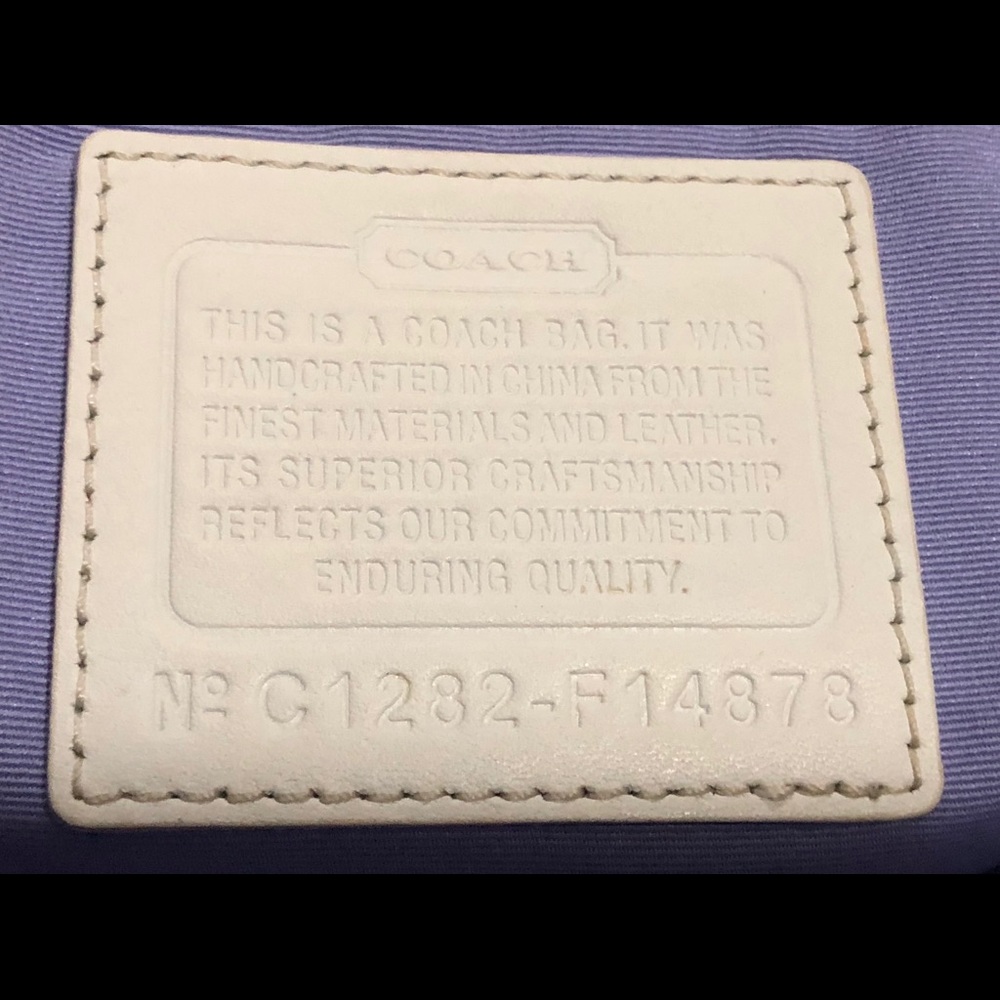 COACH
THIS IS A COACH BAG. IT WAS
HANDCRAFTED IN CHINA FROM THE
FINEST MATERIALS AND LEATHER.
ITS SUPERIOR CRAFTSMANSHIP
REFLECTS OUR COMMITMENT TO
ENDURING QUALITY.
Nº C1282-F14878